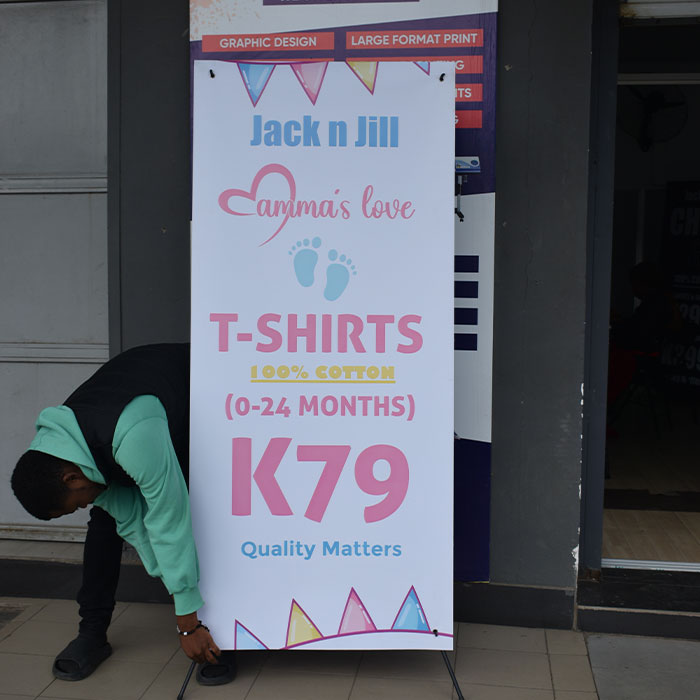 GRAPHIC DESIGN
LARGE FORMAT PRINT
Jack n Jill
Mamma's love
T-SHIRTS
100% COTTON
(0-24 MONTHS)
K79
Quality Matters